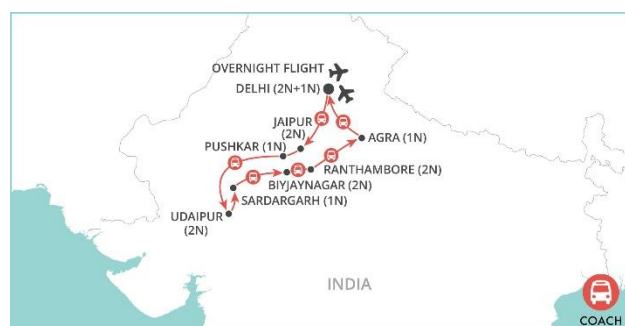 OVERNIGHT FLIGHT
DELHI (2N+1N)
JAIPUR
(2N)
AGRA (1N)
PUSHKAR (1N)
RANTHAMBORE (2N)
BIYJAYNAGAR (2N)
SARDARGARH (1N)
UDAIPUR
(2N)
INDIA
COACH